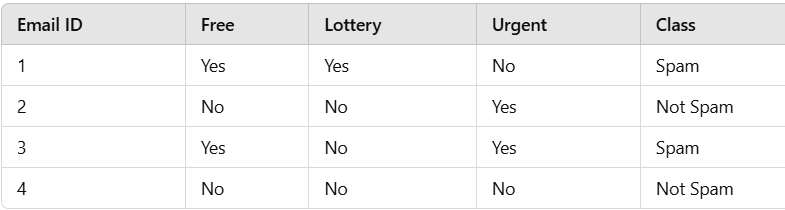 Email ID Free Lottery Urgent Class
1 Yes Yes No Spam
2 No No Yes Not Spam
3 Yes No Yes Spam
4 No No No Not Spam